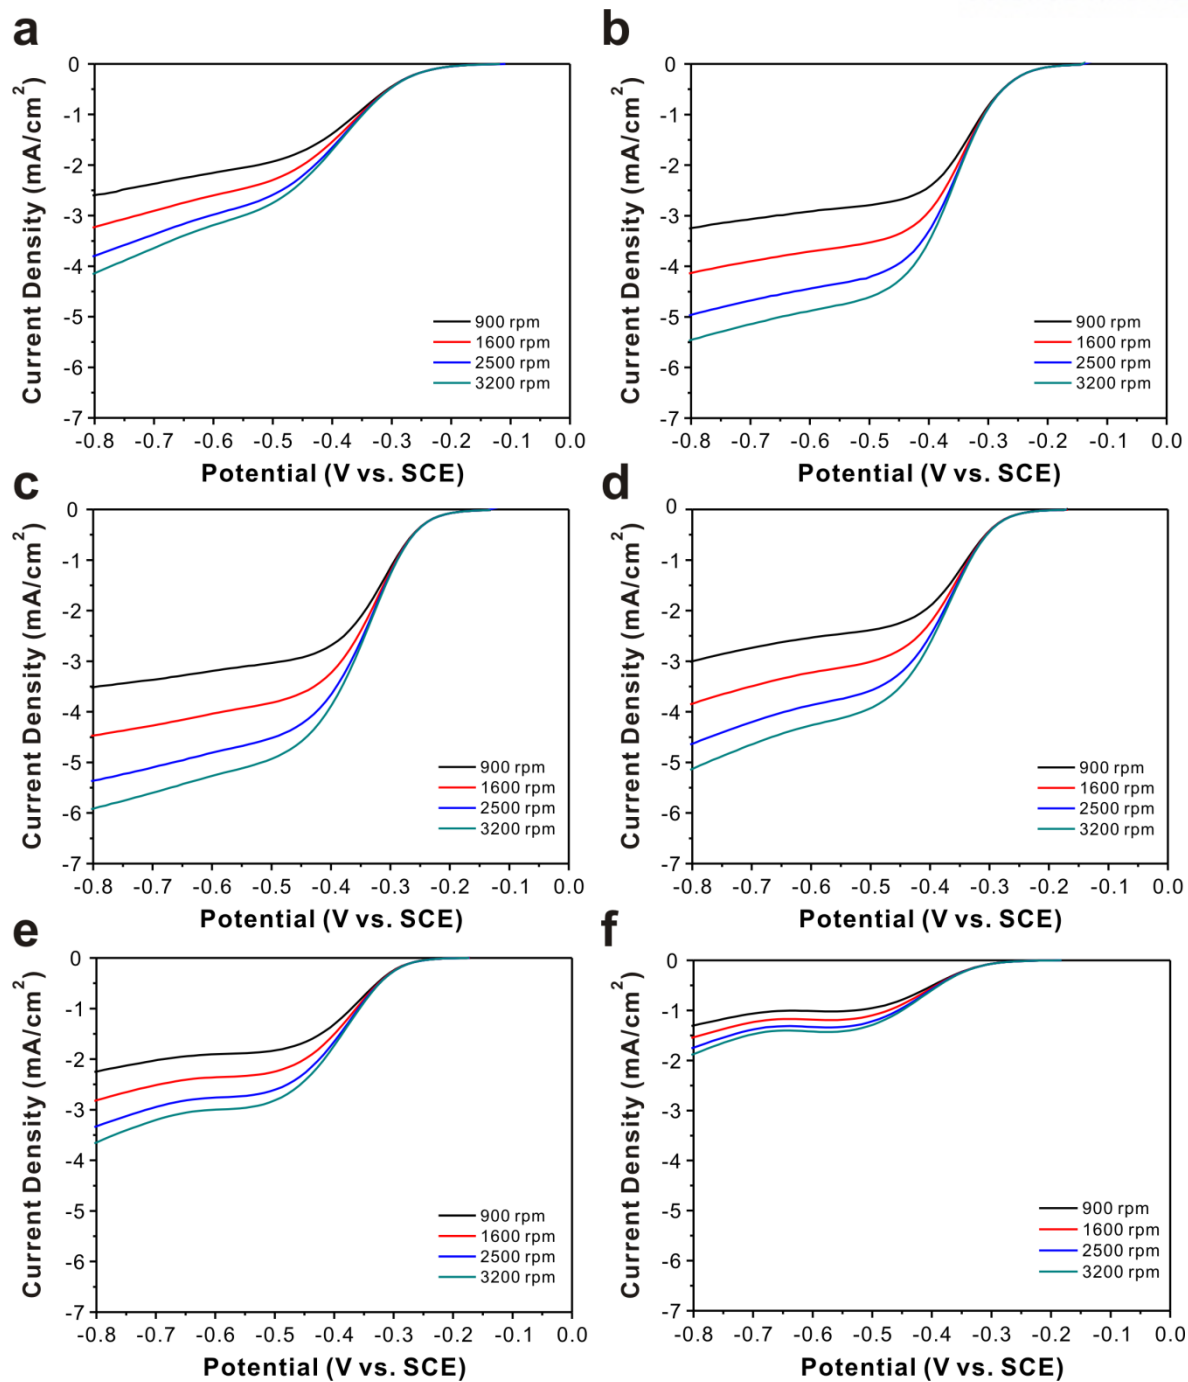 a
0
-1
-2
-3
-4
-5
-6
-7
-0.8 -0.7 -0.6 -0.5 -0.4 -0.3 -0.2 -0.1 0.0
Current Density (mA/cm²)
Potential (V vs. SCE)
900 rpm
1600 rpm
2500 rpm
3200 rpm
b
0
-1
-2
-3
-4
-5
-6
-7
-0.8 -0.7 -0.6 -0.5 -0.4 -0.3 -0.2 -0.1 0.0
Current Density (mA/cm²)
Potential (V vs. SCE)
900 rpm
1600 rpm
2500 rpm
3200 rpm
c
0
-1
-2
-3
-4
-5
-6
-7
-0.8 -0.7 -0.6 -0.5 -0.4 -0.3 -0.2 -0.1 0.0
Current Density (mA/cm²)
Potential (V vs. SCE)
900 rpm
1600 rpm
2500 rpm
3200 rpm
d
0
-1
-2
-3
-4
-5
-6
-7
-0.8 -0.7 -0.6 -0.5 -0.4 -0.3 -0.2 -0.1 0.0
Current Density (mA/cm²)
Potential (V vs. SCE)
900 rpm
1600 rpm
2500 rpm
3200 rpm
e
0
-1
-2
-3
-4
-5
-6
-7
-0.8 -0.7 -0.6 -0.5 -0.4 -0.3 -0.2 -0.1 0.0
Current Density (mA/cm²)
Potential (V vs. SCE)
900 rpm
1600 rpm
2500 rpm
3200 rpm
f
0
-1
-2
-3
-4
-5
-6
-7
-0.8 -0.7 -0.6 -0.5 -0.4 -0.3 -0.2 -0.1 0.0
Current Density (mA/cm²)
Potential (V vs. SCE)
900 rpm
1600 rpm
2500 rpm
3200 rpm